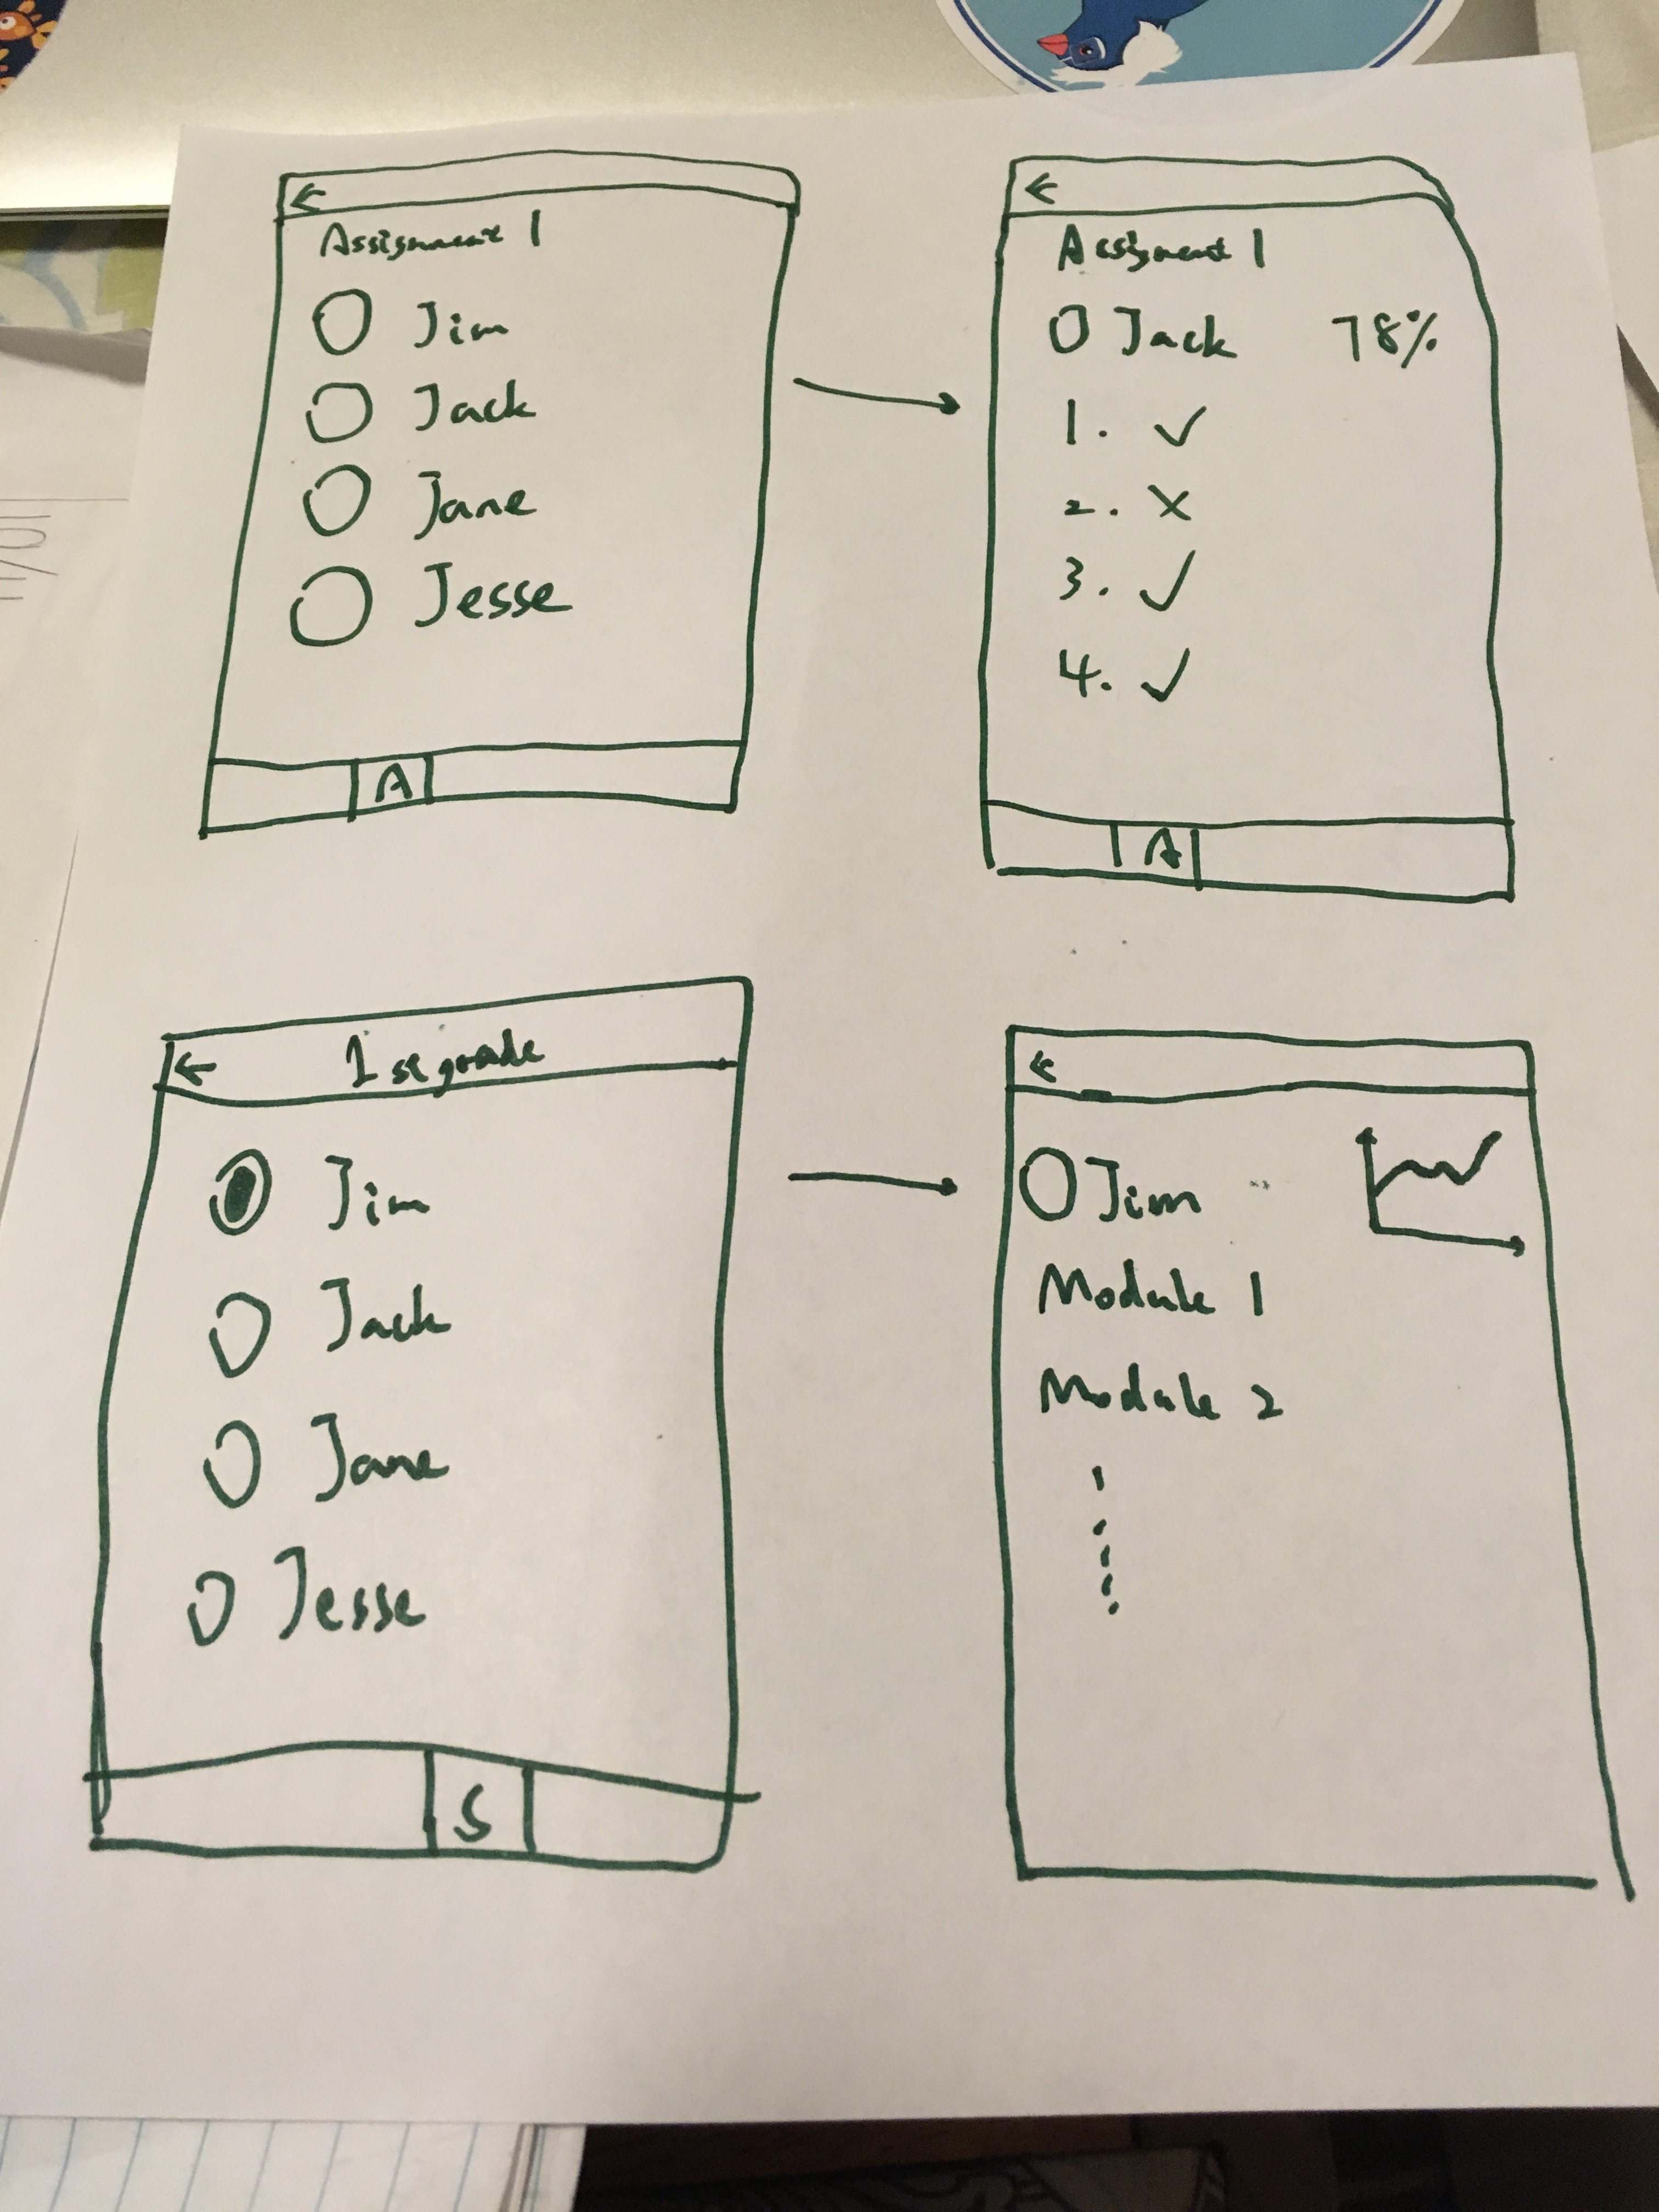 Assignment 1
Jim
Jack
Jane
Jesse
A
Assignment 1
Jack 78%
1. ✓
2. X
3. ✓
4. ✓
A
1st grade
Jim
Jack
Jane
Jesse
S
Jim
Module 1
Module 2